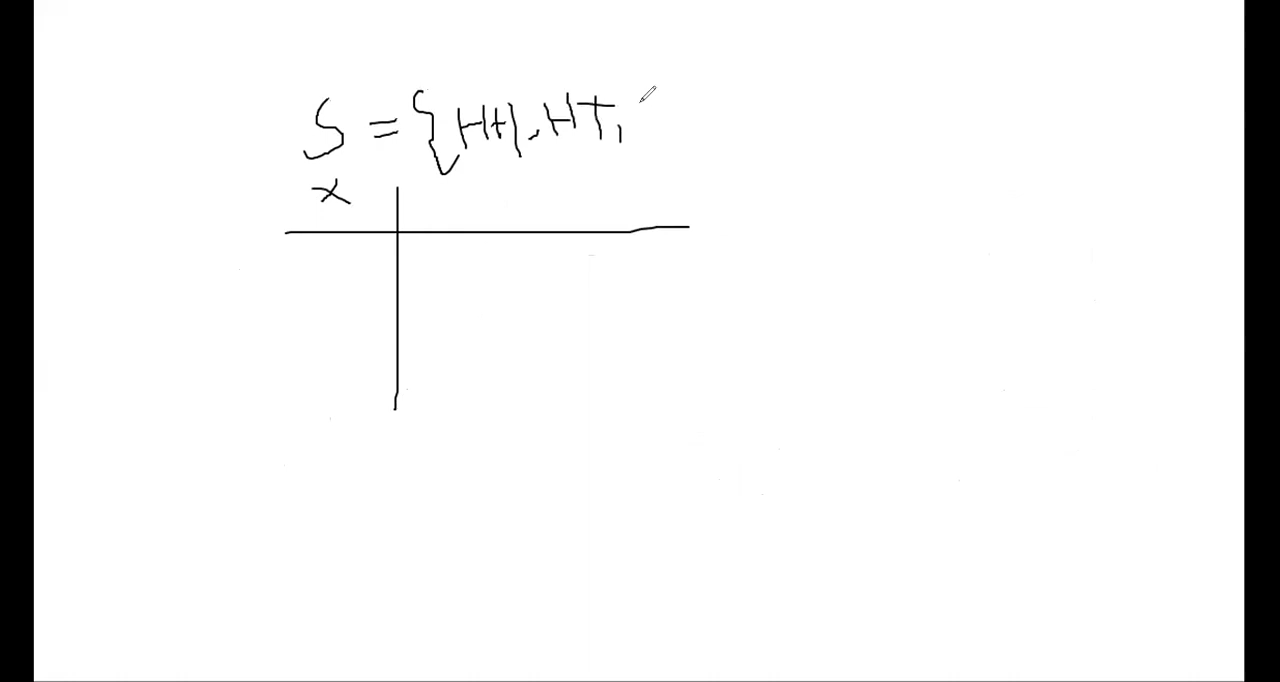 S = {HH, HT,
x